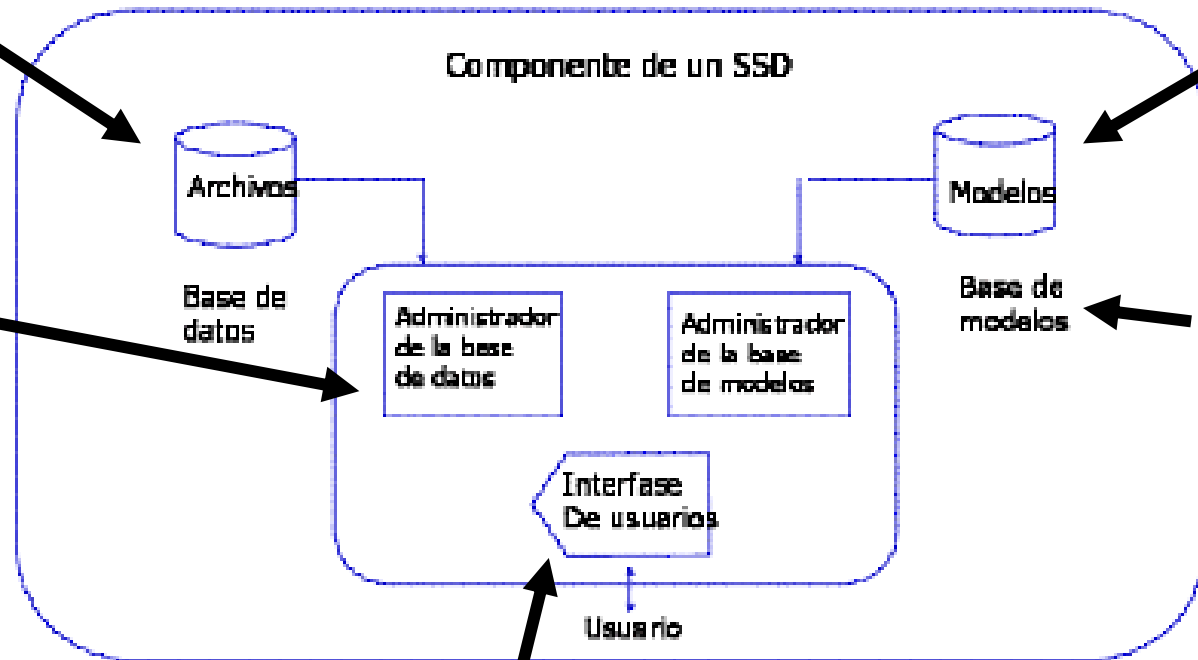 Componente de un SSD
Archivos
Modelos
Base de
datos
Base de
modelos
Administrador
de la base
de datos
Administrador
de la base
de modelos
Interfase
De usuarios
Usuario